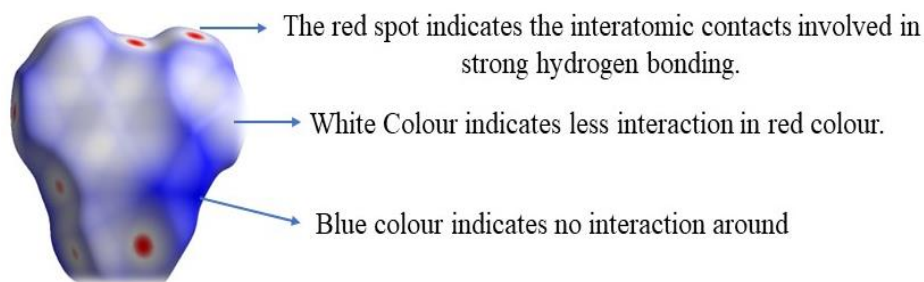 The red spot indicates the interatomic contacts involved in
strong hydrogen bonding.
White Colour indicates less interaction in red colour.
Blue colour indicates no interaction around